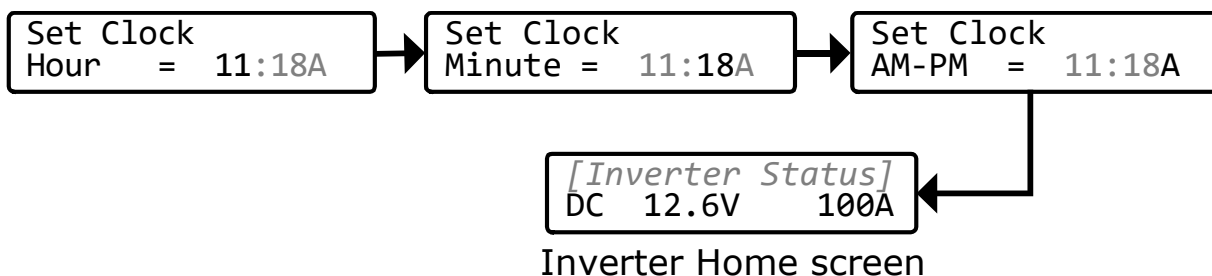 Set Clock
Hour   =  11:18A
Set Clock
Minute =  11:18A
Set Clock
AM-PM  =  11:18A
[Inverter Status]
DC  12.6V    100A
Inverter Home screen